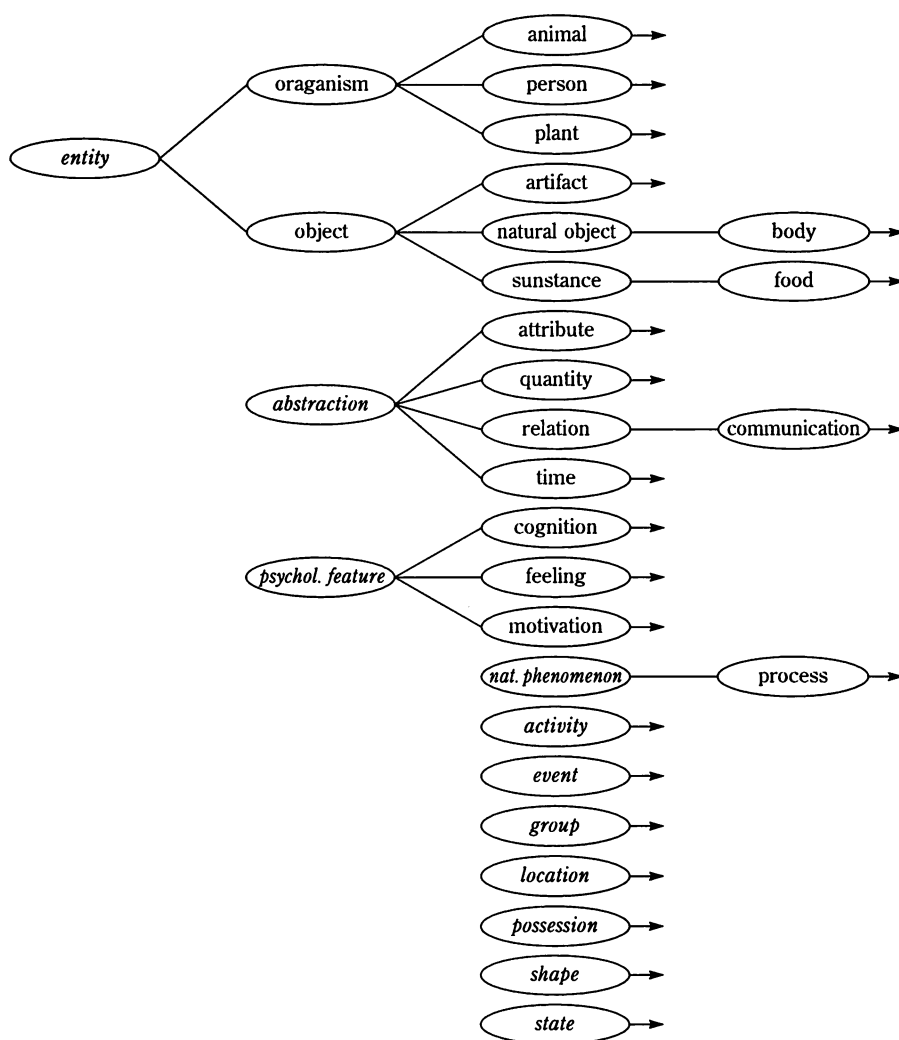 animal
oraganism
person
plant
entity
artifact
object
natural object
body
sunstance
food
attribute
quantity
abstraction
relation
communication
time
cognition
psychol. feature
feeling
motivation
nat. phenomenon
process
activity
event
group
location
possession
shape
state